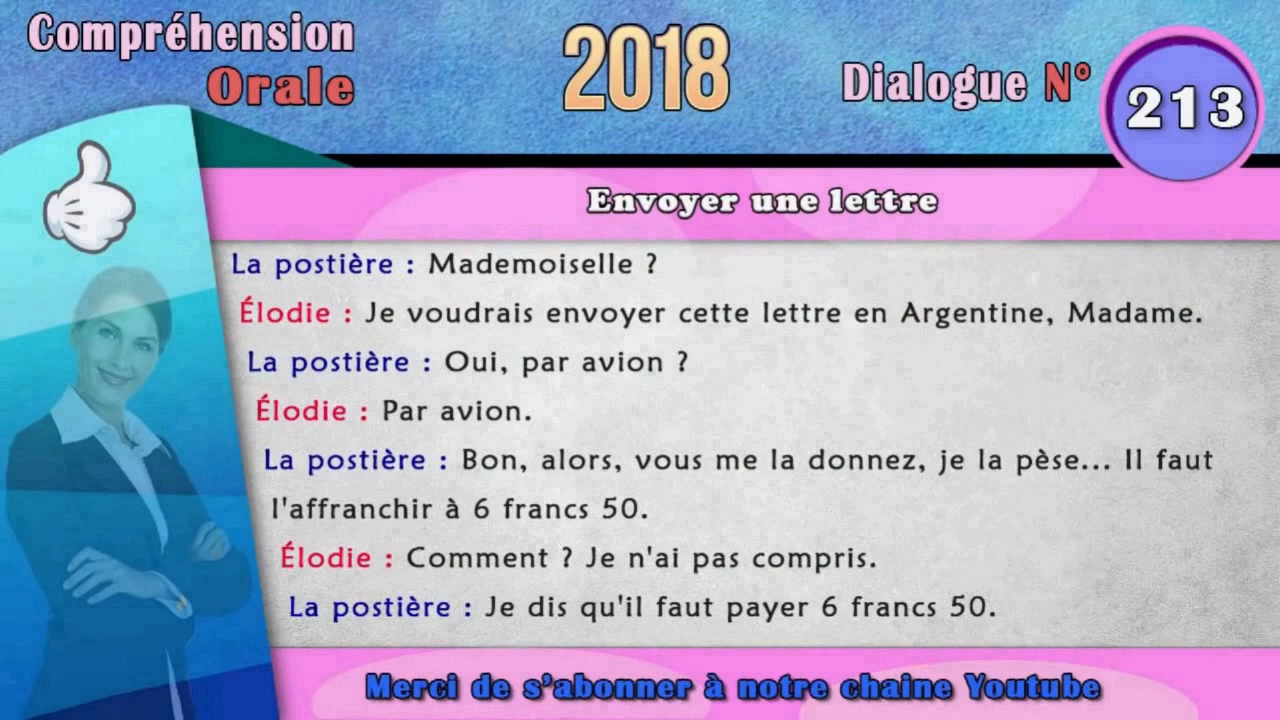 Compréhension
Orale
2018
Dialogue N°
213
Envoyer une lettre
La postière : Mademoiselle ?
Élodie : Je voudrais envoyer cette lettre en Argentine, Madame.
La postière : Oui, par avion ?
Élodie : Par avion.
La postière : Bon, alors, vous me la donnez, je la pèse... Il faut
l'affranchir à 6 francs 50.
Élodie : Comment ? Je n'ai pas compris.
La postière : Je dis qu'il faut payer 6 francs 50.
Merci de s'abonner à notre chaine Youtube